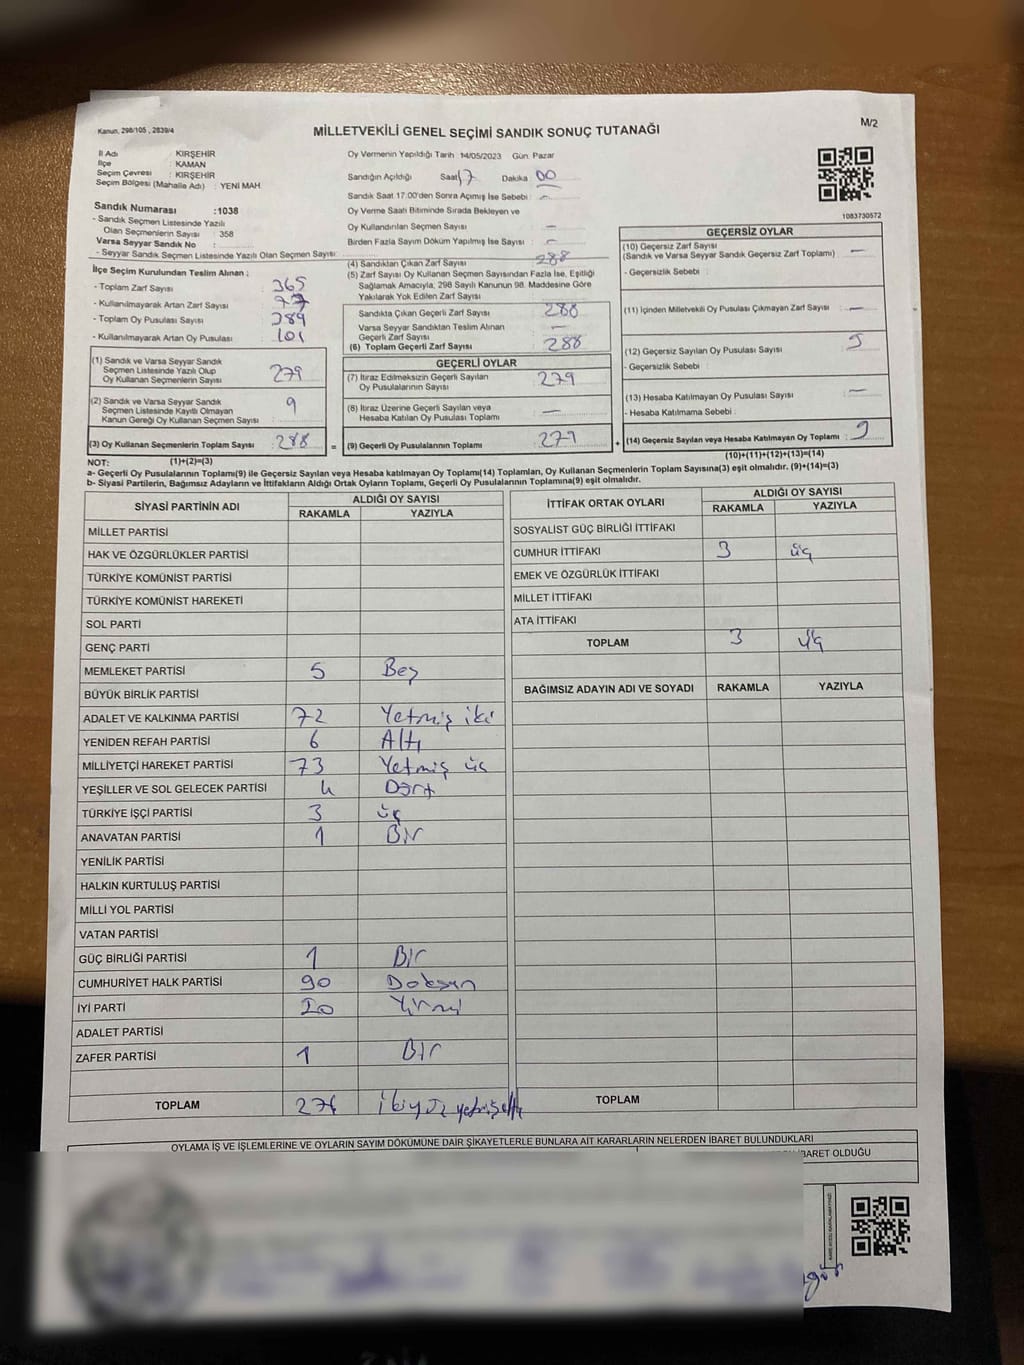 Kanun, 298/105 , 2839/4
MİLLETVEKİLİ GENEL SEÇİMİ SANDIK SONUÇ TUTANAĞI
M/2
İl Adı : KIRŞEHİR
İlçe : KAMAN
Seçim Çevresi : KIRŞEHİR
Seçim Bölgesi (Mahalle Adı) : YENİ MAH.
Sandık Numarası :1038
- Sandık Seçmen Listesinde Yazılı
Olan Seçmenlerin Sayısı : 358
Varsa Seyyar Sandık No :
- Seyyar Sandık Seçmen Listesinde Yazılı Olan Seçmen Sayısı :
Oy Vermenin Yapıldığı Tarih :14/05/2023 Gün: Pazar
Sandığın Açıldığı Saat 17 Dakika 00
Sandık Saat 17:00'den Sonra Açımış İse Sebebi : -
Oy Verme Saati Bitiminde Sırada Bekleyen ve
Oy Kullandırılan Seçmen Sayısı : -
Birden Fazla Sayım Döküm Yapılmış İse Sayısı : -
1083730572
İlçe Seçim Kurulundan Teslim Alınan ;
- Toplam Zarf Sayısı : 365
- Kullanılmayarak Artan Zarf Sayısı : 77
- Toplam Oy Pusulası Sayısı : 389
- Kullanılmayarak Artan Oy Pusulası : 101
(1) Sandık ve Varsa Seyyar Sandık
Seçmen Listesinde Yazılı Olup
Oy Kullanan Seçmenlerin Sayısı : 279
(2) Sandık ve Varsa Seyyar Sandık
Seçmen Listesinde Kayıtlı Olmayan
Kanun Gereği Oy Kullanan Seçmen Sayısı : 9
(3) Oy Kullanan Seçmenlerin Toplam Sayısı : 288 =
(4) Sandıktan Çıkan Zarf Sayısı : 288
(5) Zarf Sayısı Oy Kullanan Seçmen Sayısından Fazla İse, Eşitliği
Sağlamak Amacıyla, 298 Sayılı Kanunun 98. Maddesine Göre
Yakılarak Yok Edilen Zarf Sayısı :
Sandıkta Çıkan Geçerli Zarf Sayısı : 288
Varsa Seyyar Sandıktan Teslim Alınan
Geçerli Zarf Sayısı : -
(6) Toplam Geçerli Zarf Sayısı : 288
GEÇERLİ OYLAR
(7) İtiraz Edilmeksizin Geçerli Sayılan
Oy Pusulalarının Sayısı : 279
(8) İtiraz Üzerine Geçerli Sayılan veya
Hesaba Katılan Oy Pusulası Toplamı : -
(9) Geçerli Oy Pusulalarının Toplamı : 279 +
GEÇERSİZ OYLAR
(10) Geçersiz Zarf Sayısı : -
(Sandık ve Varsa Seyyar Sandık Geçersiz Zarf Toplamı)
- Geçersizlik Sebebi :
(11) İçinden Milletvekili Oy Pusulası Çıkmayan Zarf Sayısı : -
(12) Geçersiz Sayılan Oy Pusulası Sayısı : 9
- Geçersizlik Sebebi :
(13) Hesaba Katılmayan Oy Pusulası Sayısı : -
- Hesaba Katılmama Sebebi :
(14) Geçersiz Sayılan veya Hesaba Katılmayan Oy Toplamı : 9
NOT: (1)+(2)=(3) (10)+(11)+(12)+(13)=(14)
a- Geçerli Oy Pusulalarının Toplamı(9) ile Geçersiz Sayılan veya Hesaba katılmayan Oy Toplamı(14) Toplamları, Oy Kullanan Seçmenlerin Toplam Sayısına(3) eşit olmalıdır. (9)+(14)=(3)
b- Siyasi Partilerin, Bağımsız Adayların ve İttifakların Aldığı Ortak Oyların Toplamı, Geçerli Oy Pusulalarının Toplamına(9) eşit olmalıdır.
SİYASİ PARTİNİN ADI ALDIĞI OY SAYISI
RAKAMLA YAZIYLA
MİLLET PARTİSİ
HAK VE ÖZGÜRLÜKLER PARTİSİ
TÜRKİYE KOMÜNİST PARTİSİ
TÜRKİYE KOMÜNİST HAREKETİ
SOL PARTİ
GENÇ PARTİ
MEMLEKET PARTİSİ 5 Beş
BÜYÜK BİRLİK PARTİSİ
ADALET VE KALKINMA PARTİSİ 72 Yetmiş iki
YENİDEN REFAH PARTİSİ 6 Altı
MİLLİYETÇİ HAREKET PARTİSİ 73 Yetmiş üç
YEŞİLLER VE SOL GELECEK PARTİSİ 4 Dört
TÜRKİYE İŞÇİ PARTİSİ 3 üç
ANAVATAN PARTİSİ 1 Bir
YENİLİK PARTİSİ
HALKIN KURTULUŞ PARTİSİ
MİLLİ YOL PARTİSİ
VATAN PARTİSİ
GÜÇ BİRLİĞİ PARTİSİ 1 Bir
CUMHURİYET HALK PARTİSİ 90 Doksan
İYİ PARTİ 20 Yirmi
ADALET PARTİSİ
ZAFER PARTİSİ 1 Bir
TOPLAM 276 ikiyüzyetmişaltı
İTTİFAK ORTAK OYLARI ALDIĞI OY SAYISI
RAKAMLA YAZIYLA
SOSYALİST GÜÇ BİRLİĞİ İTTİFAKI
CUMHUR İTTİFAKI 3 üç
EMEK VE ÖZGÜRLÜK İTTİFAKI
MİLLET İTTİFAKI
ATA İTTİFAKI
TOPLAM 3 üç
BAĞIMSIZ ADAYIN ADI VE SOYADI RAKAMLA YAZIYLA
TOPLAM
OYLAMA İŞ VE İŞLEMLERİNE VE OYLARIN SAYIM DÖKÜMÜNE DAİR ŞİKAYETLERLE BUNLARA AİT KARARLARIN NELERDEN İBARET BULUNDUKLARI
BARET OLDUĞU